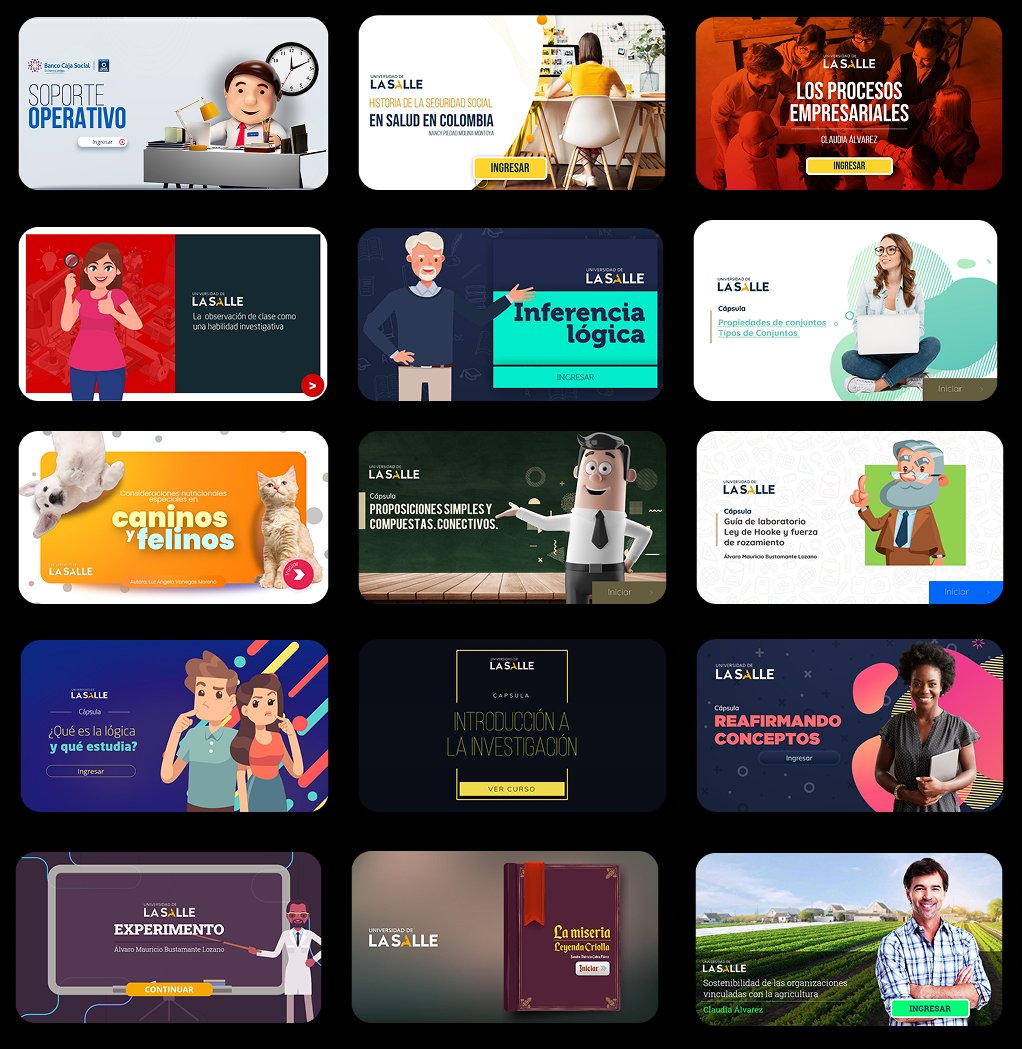 Banco Caja Social
SOPORTE
OPERATIVO
Ingresar
UNIVERSIDAD DE
LA SALLE
HISTORIA DE LA SEGURIDAD SOCIAL
EN SALUD EN COLOMBIA
NANCY PIEDAD MOLINA MONTOYA
INGRESAR
UNIVERSIDAD DE
LA SALLE
LOS PROCESOS
EMPRESARIALES
CLAUDIA ÁLVAREZ
INGRESAR
UNIVERSIDAD DE
LA SALLE
La observación de clase como
una habilidad investigativa
>
UNIVERSIDAD DE
LA SALLE
Inferencia
lógica
INGRESAR
UNIVERSIDAD DE
LA SALLE
Cápsula
Propiedades de conjuntos
Tipos de Conjuntos
Iniciar >
Consideraciones nutricionales
especiales en
caninos
y felinos
LA SALLE
Autora: Luz Angela Vanegas Moreno
Iniciar
UNIVERSIDAD DE
LA SALLE
Cápsula
PROPOSICIONES SIMPLES Y
COMPUESTAS. CONECTIVOS.
Iniciar >
UNIVERSIDAD DE
LA SALLE
Cápsula
Guía de laboratorio
Ley de Hooke y fuerza
de rozamiento
Álvaro Mauricio Bustamante Lozano
Iniciar >
UNIVERSIDAD DE
LA SALLE
Cápsula
¿Qué es la lógica
y qué estudia?
Ingresar
UNIVERSIDAD DE
LA SALLE
CAPSULA
INTRODUCCIÓN A
LA INVESTIGACIÓN
VER CURSO
UNIVERSIDAD DE
LA SALLE
Cápsula
REAFIRMANDO
CONCEPTOS
Ingresar
UNIVERSIDAD DE
LA SALLE
EXPERIMENTO
Álvaro Mauricio Bustamante Lozano
CONTINUAR
UNIVERSIDAD DE
LA SALLE
La miseria
Leyenda Criolla
Iniciar
UNIVERSIDAD DE
LA SALLE
Sostenibilidad de las organizaciones
vinculadas con la agricultura
Claudia Álvarez
INGRESAR